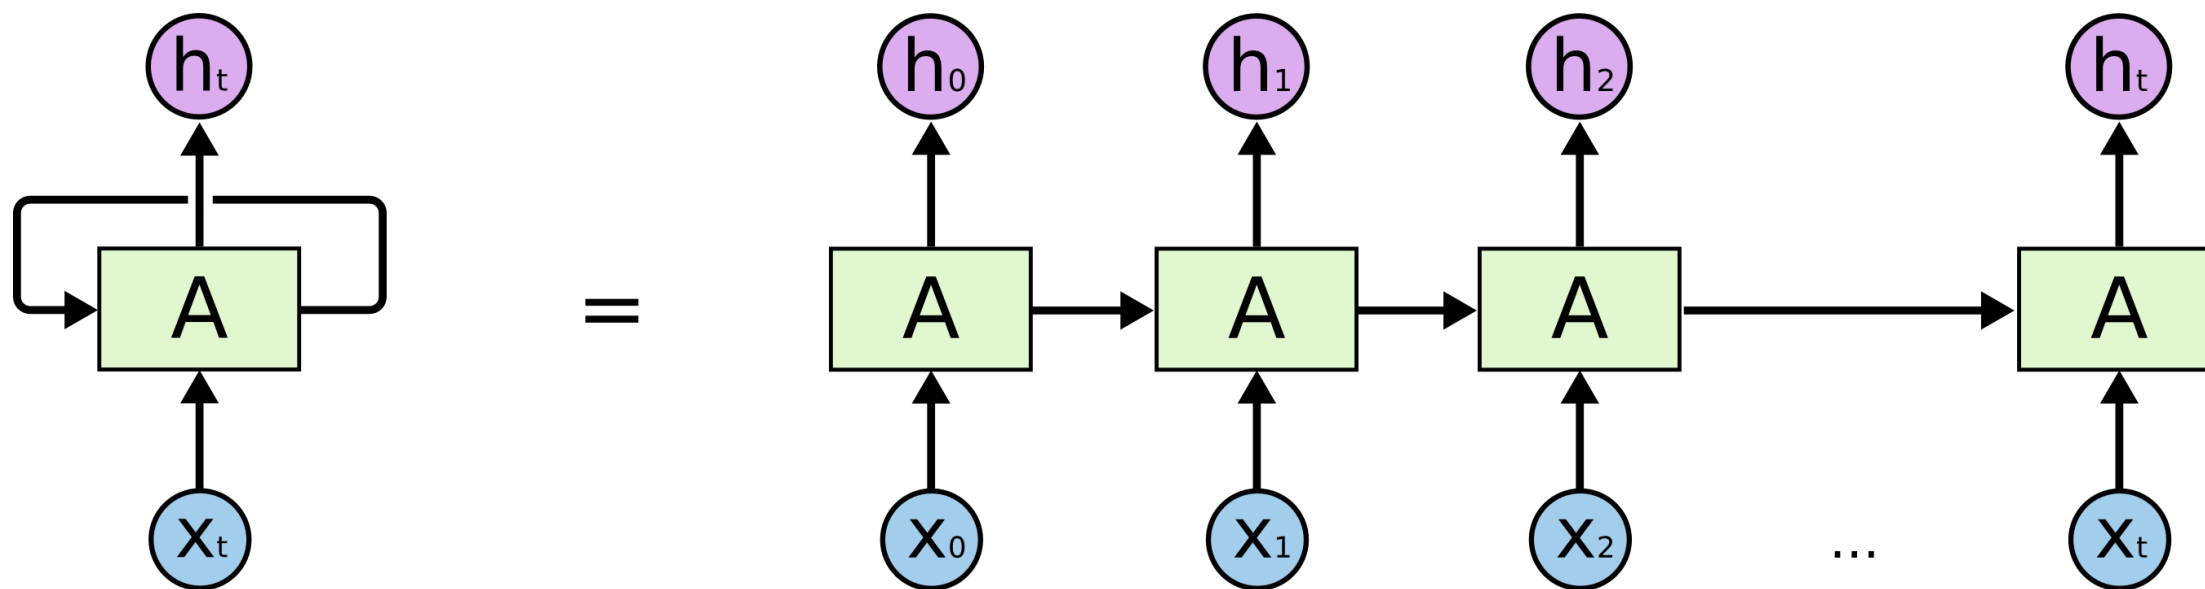 ht h0 h1 h2 ht
A = A A A A
xt x0 x1 x2 ... xt